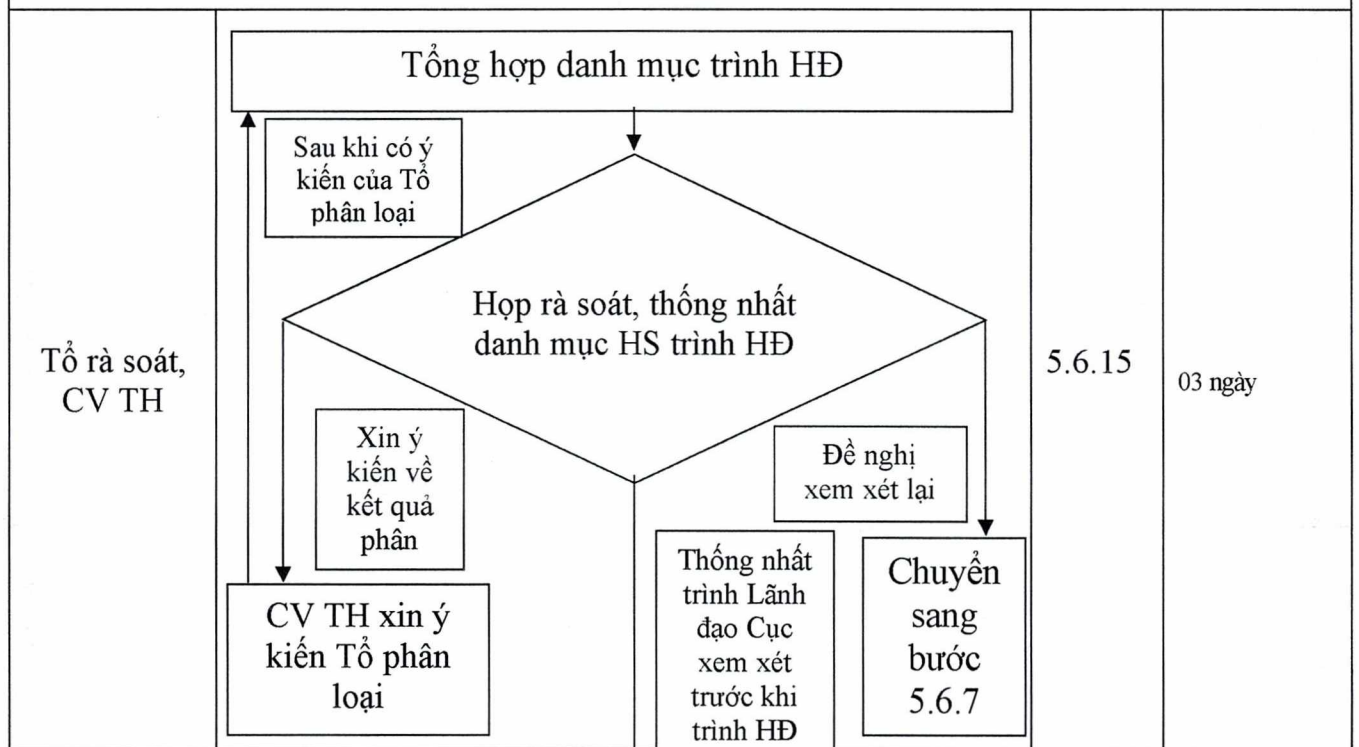 Tổng hợp danh mục trình HĐ
Sau khi có ý
kiến của Tổ
phân loại
Họp rà soát, thống nhất
danh mục HS trình HĐ
Tổ rà soát,
CV TH
5.6.15
03 ngày
Xin ý
kiến về
kết quả
phân
Đề nghị
xem xét lại
Thống nhất
trình Lãnh
đạo Cục
xem xét
trước khi
trình HĐ
Chuyển
sang
bước
5.6.7
CV TH xin ý
kiến Tổ phân
loại